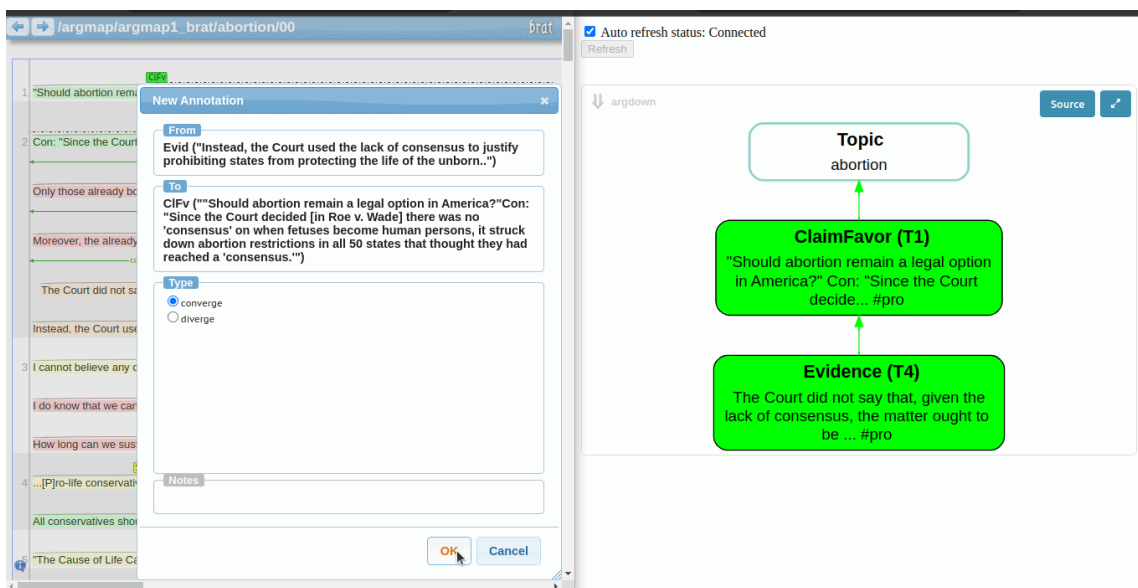 /argmap/argmap1_brat/abortion/00
brat
ClFv
1 "Should abortion rema
2 Con: "Since the Court
Only those already bo
Moreover, the already
The Court did not sa
Instead, the Court use
3 I cannot believe any c
I do know that we can
How long can we sus
4 ...[P]ro-life conservati
All conservatives shou
5 "The Cause of Life Ca
New Annotation
From
Evid ("Instead, the Court used the lack of consensus to justify
prohibiting states from protecting the life of the unborn..")
To
ClFv (""Should abortion remain a legal option in America?"Con:
"Since the Court decided [in Roe v. Wade] there was no
'consensus' on when fetuses become human persons, it struck
down abortion restrictions in all 50 states that thought they had
reached a 'consensus.'")
Type
converge
diverge
Notes
OK
Cancel
Auto refresh status: Connected
Refresh
argdown
Source
Topic
abortion
ClaimFavor (T1)
"Should abortion remain a legal option
in America?" Con: "Since the Court
decide... #pro
Evidence (T4)
The Court did not say that, given the
lack of consensus, the matter ought to
be ... #pro